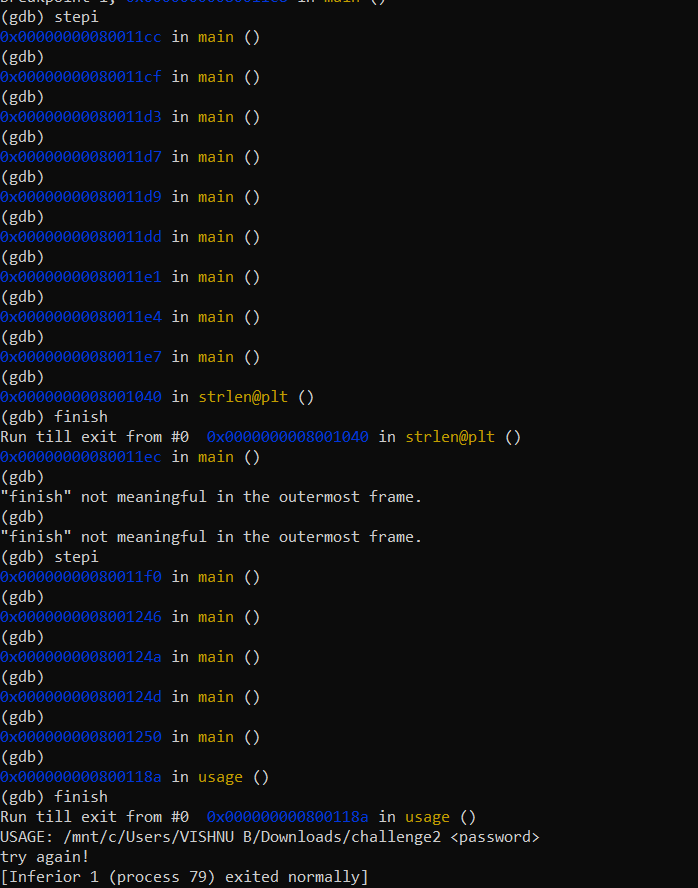 (gdb) stepi
0x00000000080011cc in main ()
(gdb)
0x00000000080011cf in main ()
(gdb)
0x00000000080011d3 in main ()
(gdb)
0x00000000080011d7 in main ()
(gdb)
0x00000000080011d9 in main ()
(gdb)
0x00000000080011dd in main ()
(gdb)
0x00000000080011e1 in main ()
(gdb)
0x00000000080011e4 in main ()
(gdb)
0x00000000080011e7 in main ()
(gdb)
0x0000000008001040 in strlen@plt ()
(gdb) finish
Run till exit from #0  0x0000000008001040 in strlen@plt ()
0x00000000080011ec in main ()
(gdb)
"finish" not meaningful in the outermost frame.
(gdb)
"finish" not meaningful in the outermost frame.
(gdb) stepi
0x00000000080011f0 in main ()
(gdb)
0x0000000008001246 in main ()
(gdb)
0x000000000800124a in main ()
(gdb)
0x000000000800124d in main ()
(gdb)
0x0000000008001250 in main ()
(gdb)
0x000000000800118a in usage ()
(gdb) finish
Run till exit from #0  0x000000000800118a in usage ()
USAGE: /mnt/c/Users/VISHNU B/Downloads/challenge2 <password>
try again!
[Inferior 1 (process 79) exited normally]